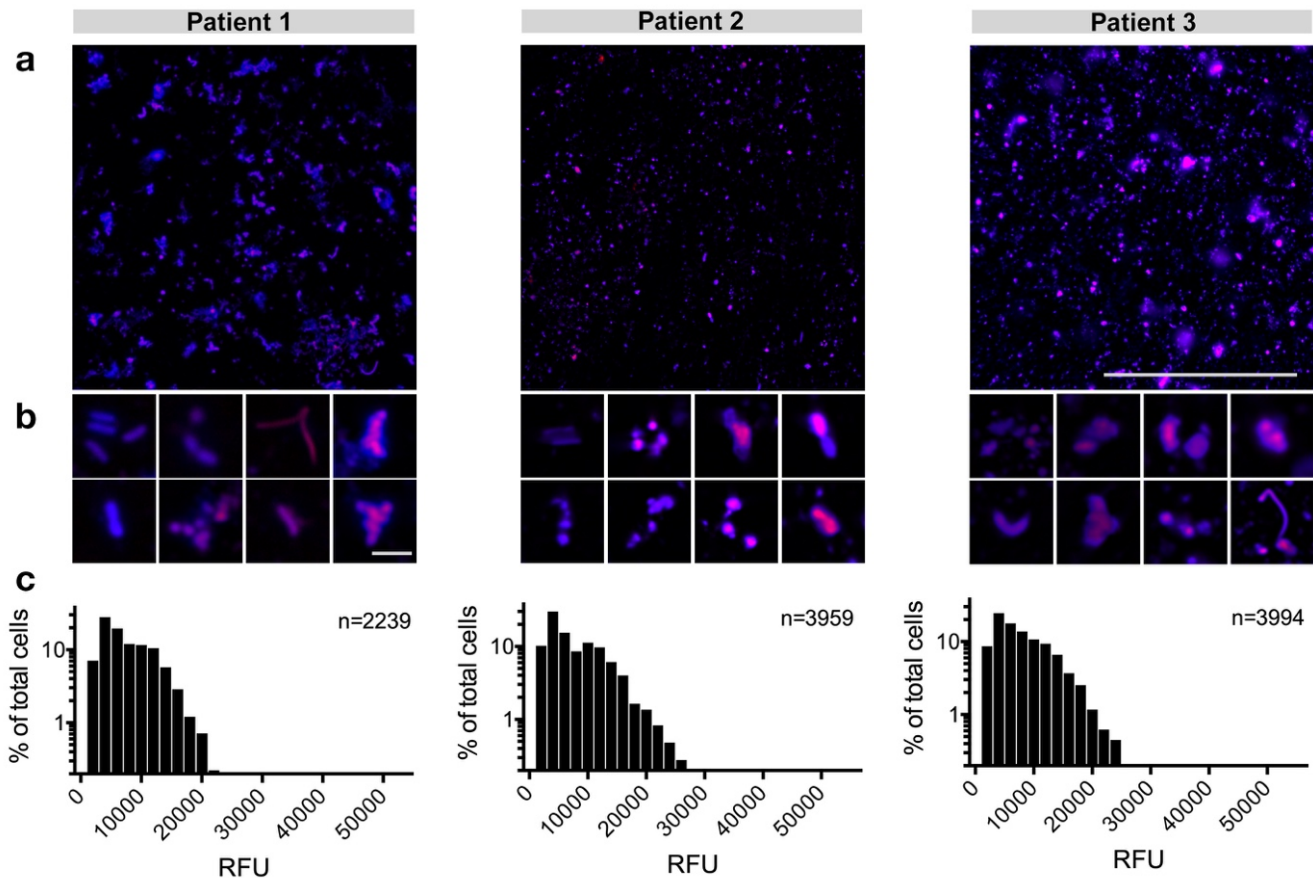 Patient 1 Patient 2 Patient 3
a
b
c
% of total cells
10
1
n=2239
0 10000 20000 30000 40000 50000
RFU
% of total cells
10
1
n=3959
0 10000 20000 30000 40000 50000
RFU
% of total cells
10
1
n=3994
0 10000 20000 30000 40000 50000
RFU